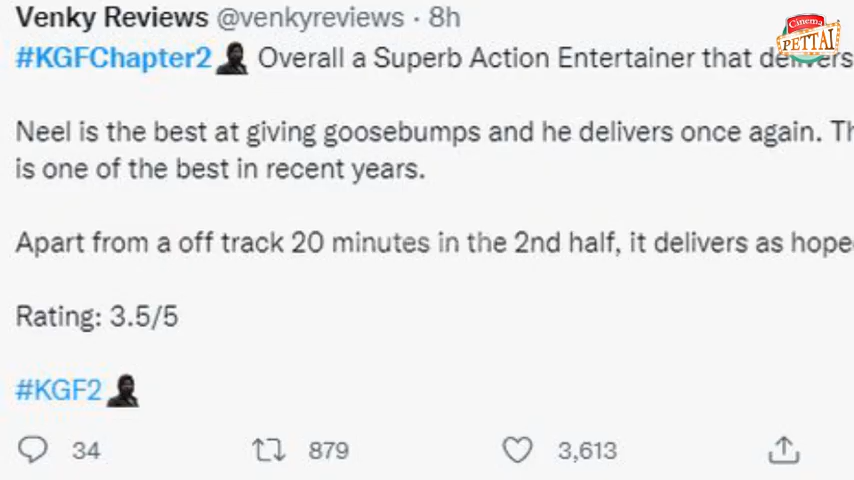 Venky Reviews @venkyreviews · 8h
#KGFChapter2 Overall a Superb Action Entertainer that delivers
Neel is the best at giving goosebumps and he delivers once again. Th
is one of the best in recent years.
Apart from a off track 20 minutes in the 2nd half, it delivers as hope
Rating: 3.5/5
#KGF2
34 879 3,613
Cinema
PETTAI